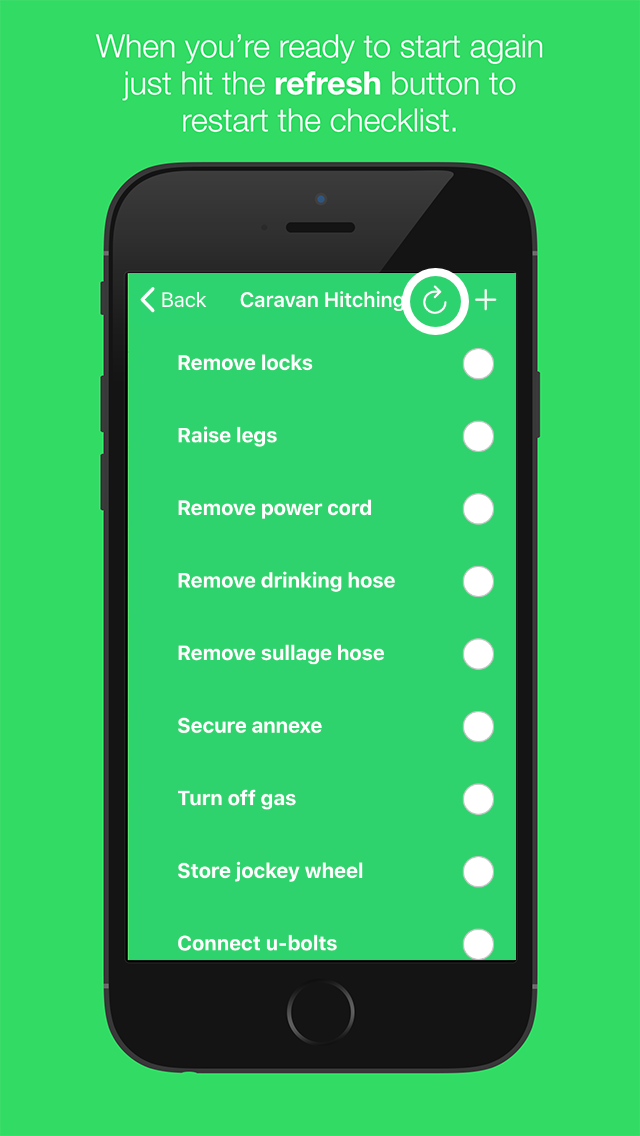 When you’re ready to start again
just hit the refresh button to
restart the checklist.
Back Caravan Hitching
Remove locks
Raise legs
Remove power cord
Remove drinking hose
Remove sullage hose
Secure annexe
Turn off gas
Store jockey wheel
Connect u-bolts